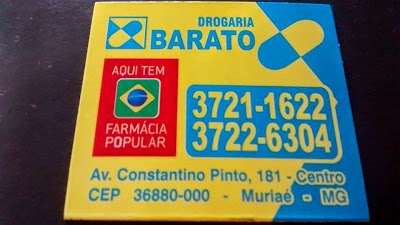 DROGARIA
BARATO
AQUI TEM
FARMÁCIA
POPULAR
3721-1622
3722-6304
Av. Constantino Pinto, 181 - Centro
CEP 36880-000 - Muriaé - MG